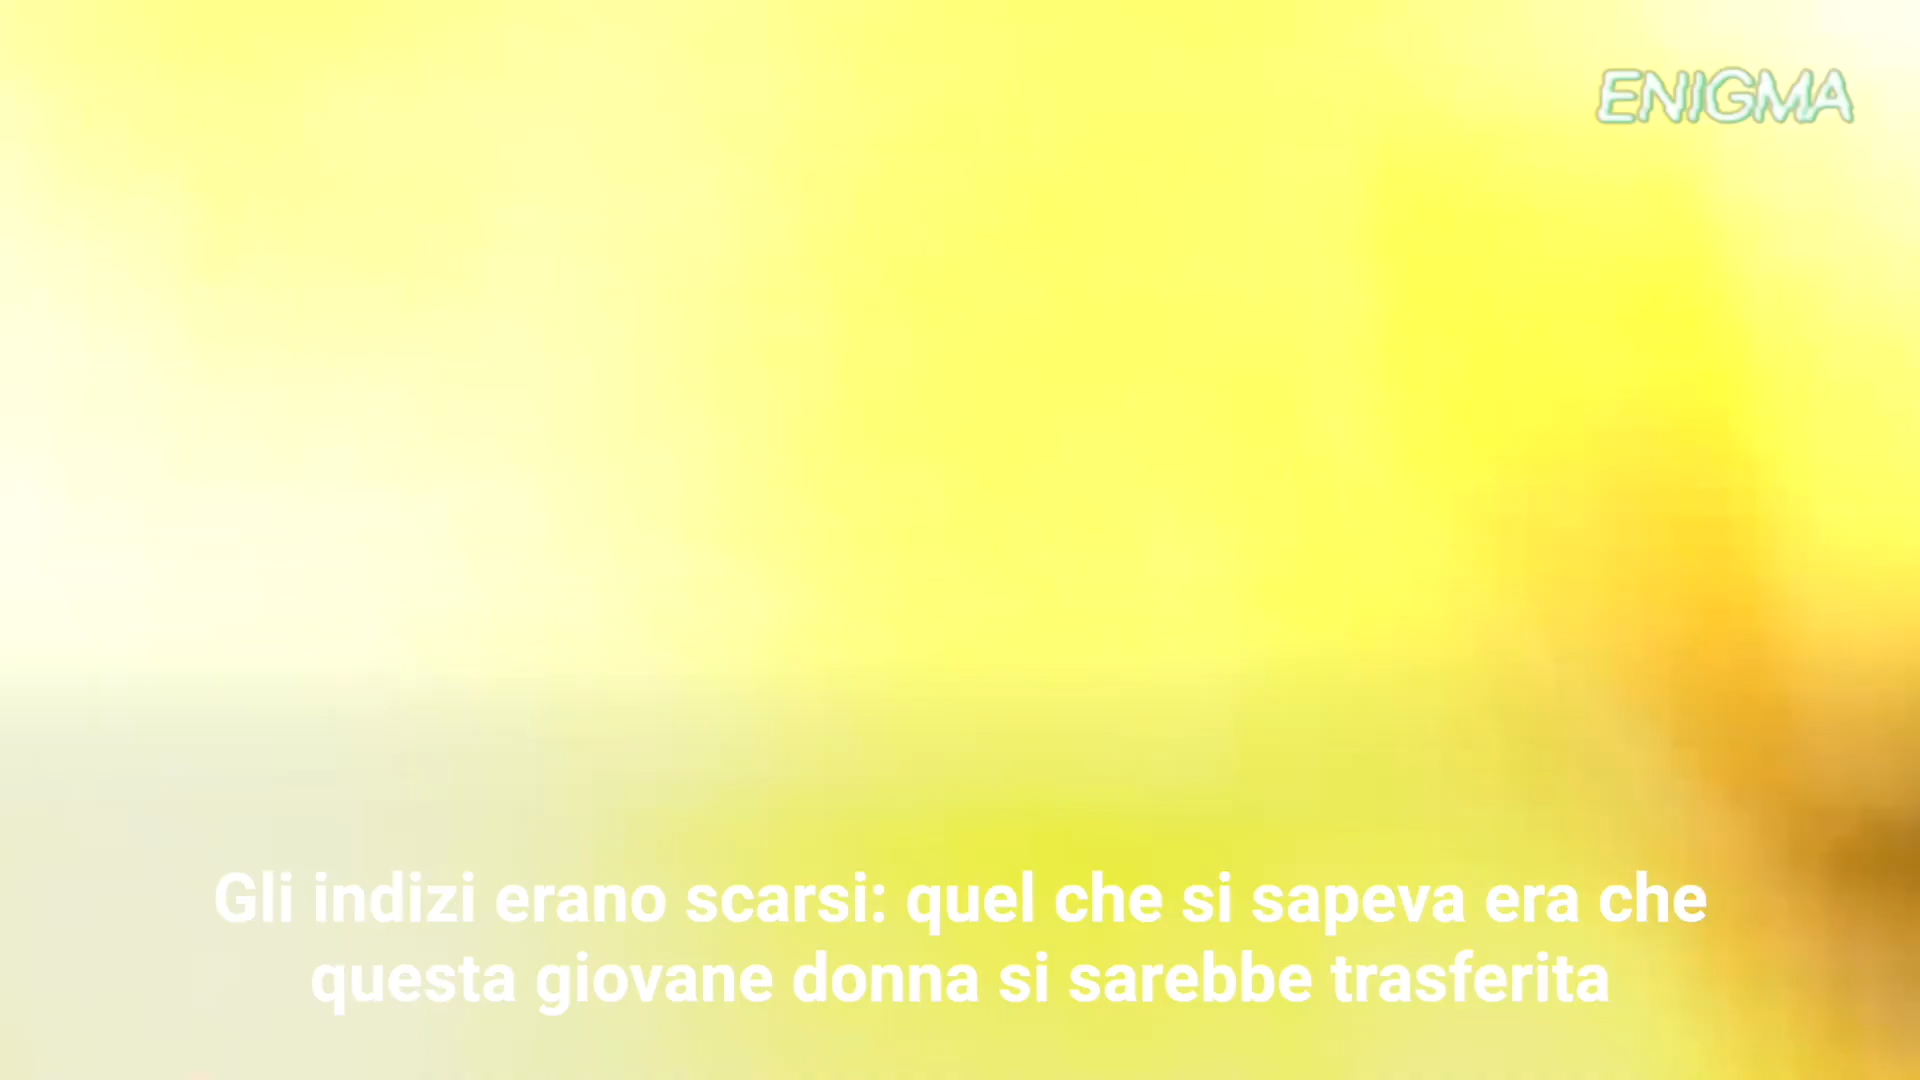 ENIGMA
Gli indizi erano scarsi: quel che si sapeva era che
questa giovane donna si sarebbe trasferita